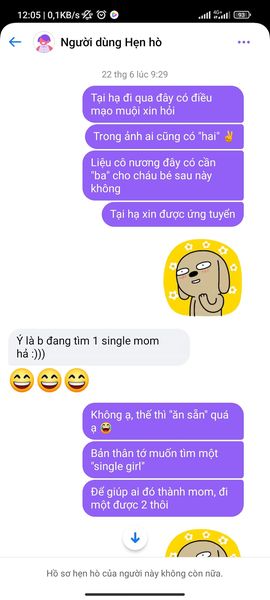 12:05 | 0,1KB/s
4G+
93
Người dùng Hẹn hò
22 thg 6 lúc 9:29
Tại hạ đi qua đây có điều
mạo muội xin hỏi
Trong ảnh ai cũng có "hai" ✌
Liệu cô nương đây có cần
"ba" cho cháu bé sau này
không
Tại hạ xin được ứng tuyển
Ý là b đang tìm 1 single mom
hả :)))
😄😄😄
Không ạ, thế thì "ăn sẵn" quá
ạ 😄
Bản thân tớ muốn tìm một
"single girl"
Để giúp ai đó thành mom, đi
một được 2 thôi
Hồ sơ hẹn hò của người này không còn nữa.